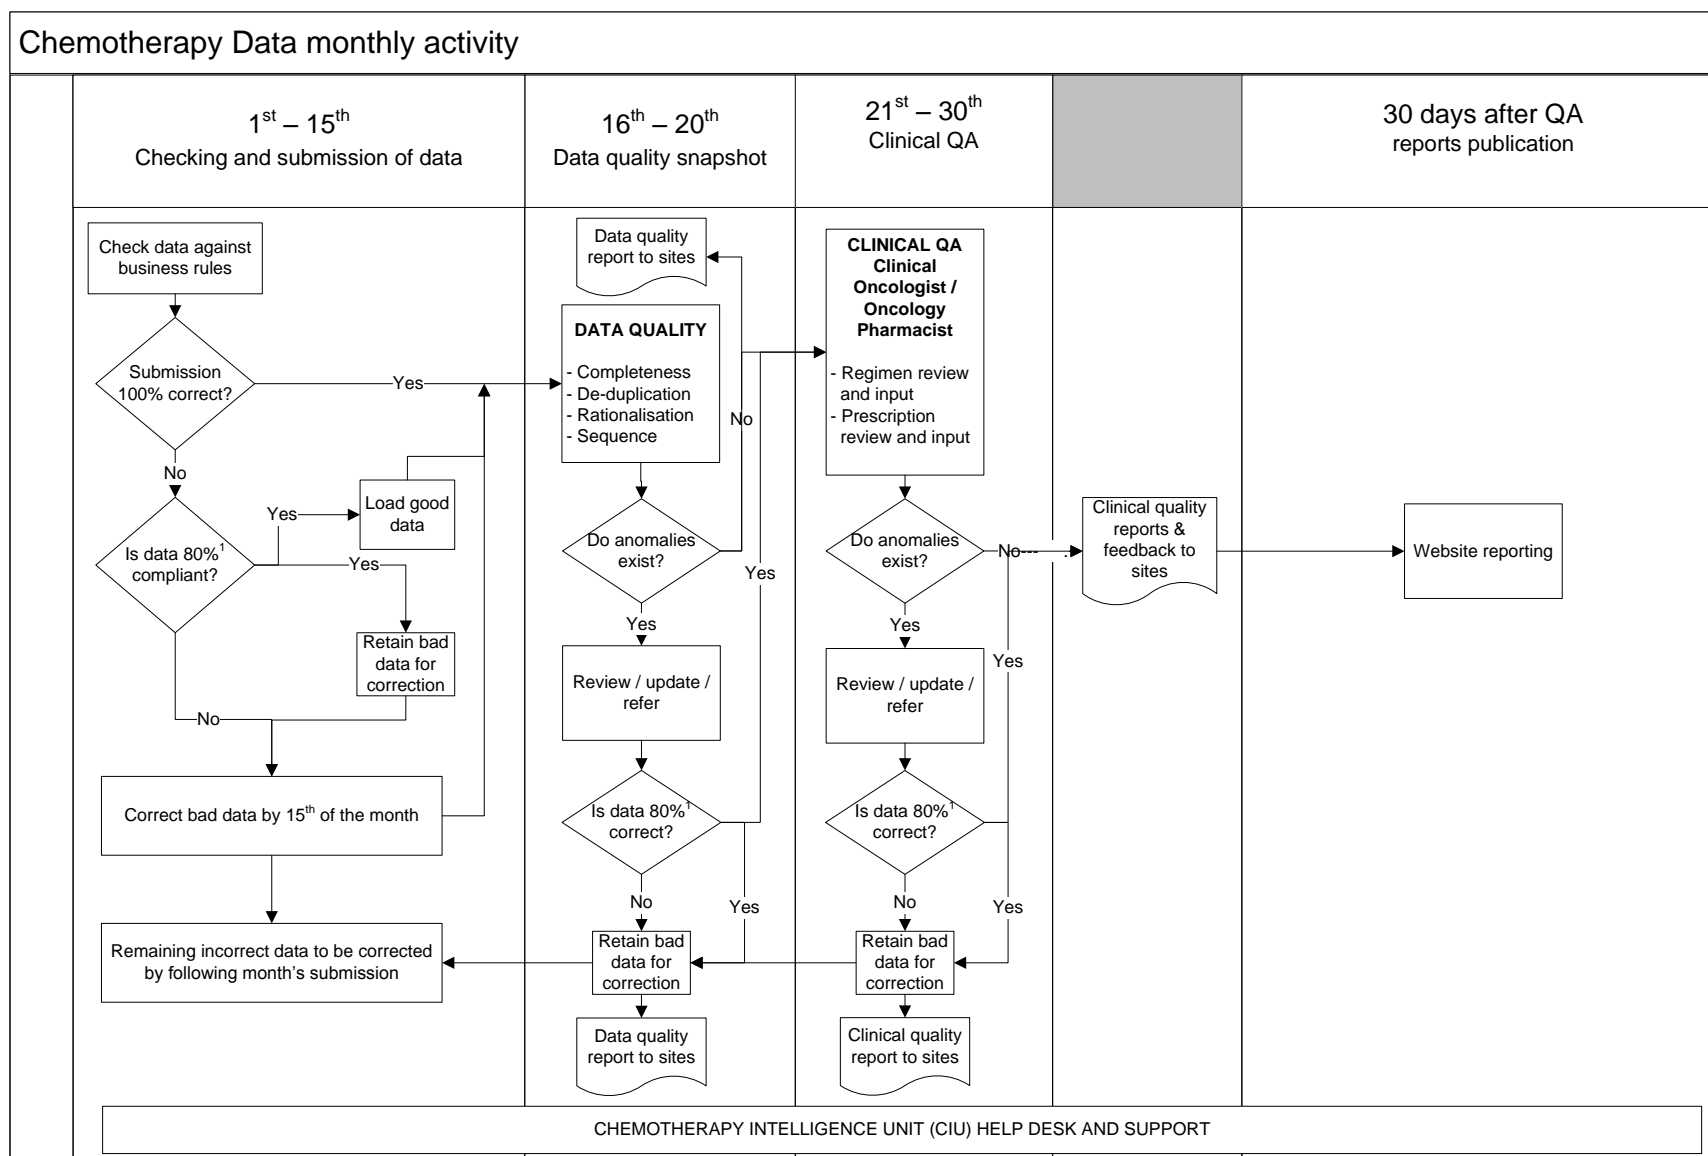 Chemotherapy Data monthly activity
1st – 15th
Checking and submission of data
16th – 20th
Data quality snapshot
21st – 30th
Clinical QA
30 days after QA
reports publication
Check data against
business rules
Submission
100% correct?
Yes
No
Is data 80%1
compliant?
Yes
Load good
data
Yes
Retain bad
data for
correction
No
Correct bad data by 15th of the month
Remaining incorrect data to be corrected
by following month's submission
Data quality
report to sites
DATA QUALITY
- Completeness
- De-duplication
- Rationalisation
- Sequence
No
Do anomalies
exist?
Yes
Yes
Review / update /
refer
Is data 80%1
correct?
No
Yes
Retain bad
data for
correction
Data quality
report to sites
CLINICAL QA
Clinical
Oncologist /
Oncology
Pharmacist
- Regimen review
and input
- Prescription
review and input
Do anomalies
exist?
No
Yes
Yes
Review / update /
refer
Is data 80%1
correct?
No
Yes
Retain bad
data for
correction
Clinical quality
report to sites
Clinical quality
reports &
feedback to
sites
Website reporting
CHEMOTHERAPY INTELLIGENCE UNIT (CIU) HELP DESK AND SUPPORT